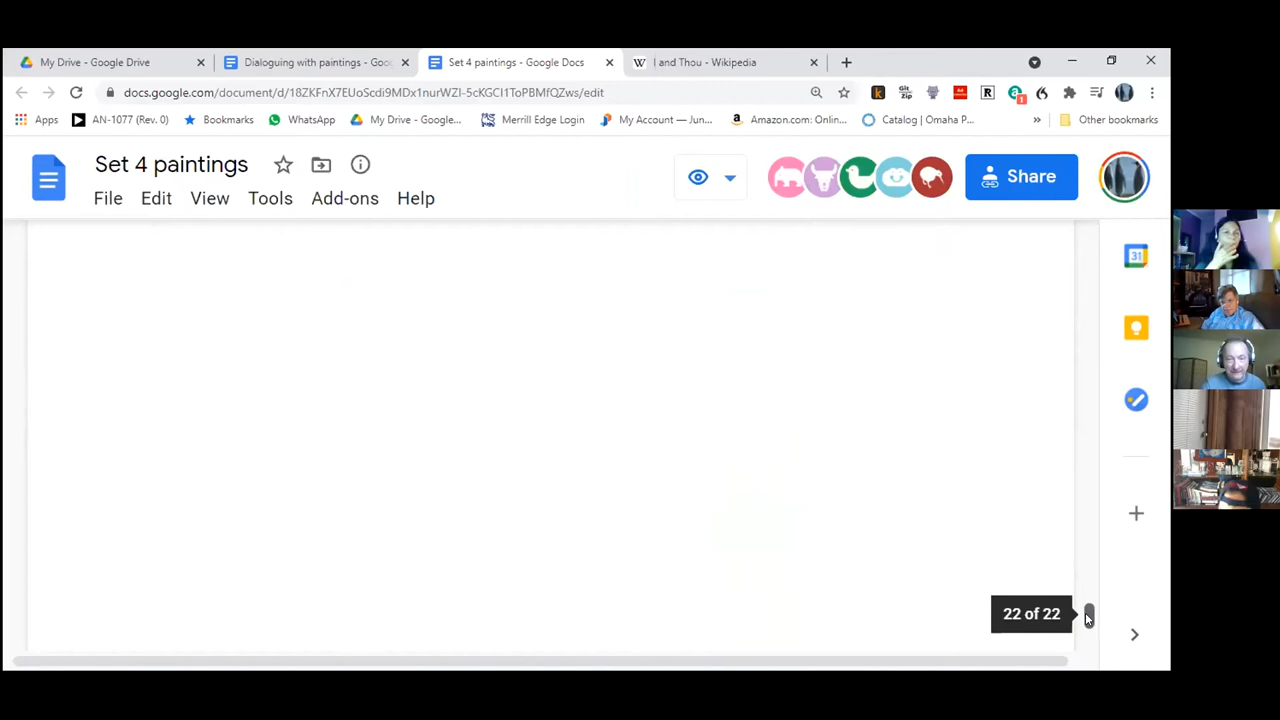 My Drive - Google Drive
Dialoguing with paintings - Goo
Set 4 paintings - Google Docs
W I and Thou - Wikipedia
docs.google.com/document/d/18ZKFnX7EUoScdi9MDx1nurWZI-5cKGCI1ToPBMfQZws/edit
Apps
AN-1077 (Rev. 0)
Bookmarks
WhatsApp
My Drive - Google...
Merrill Edge Login
My Account — Jun...
Amazon.com: Onlin...
Catalog | Omaha P...
»
Other bookmarks
Set 4 paintings
Share
File Edit View Tools Add-ons Help
31
22 of 22